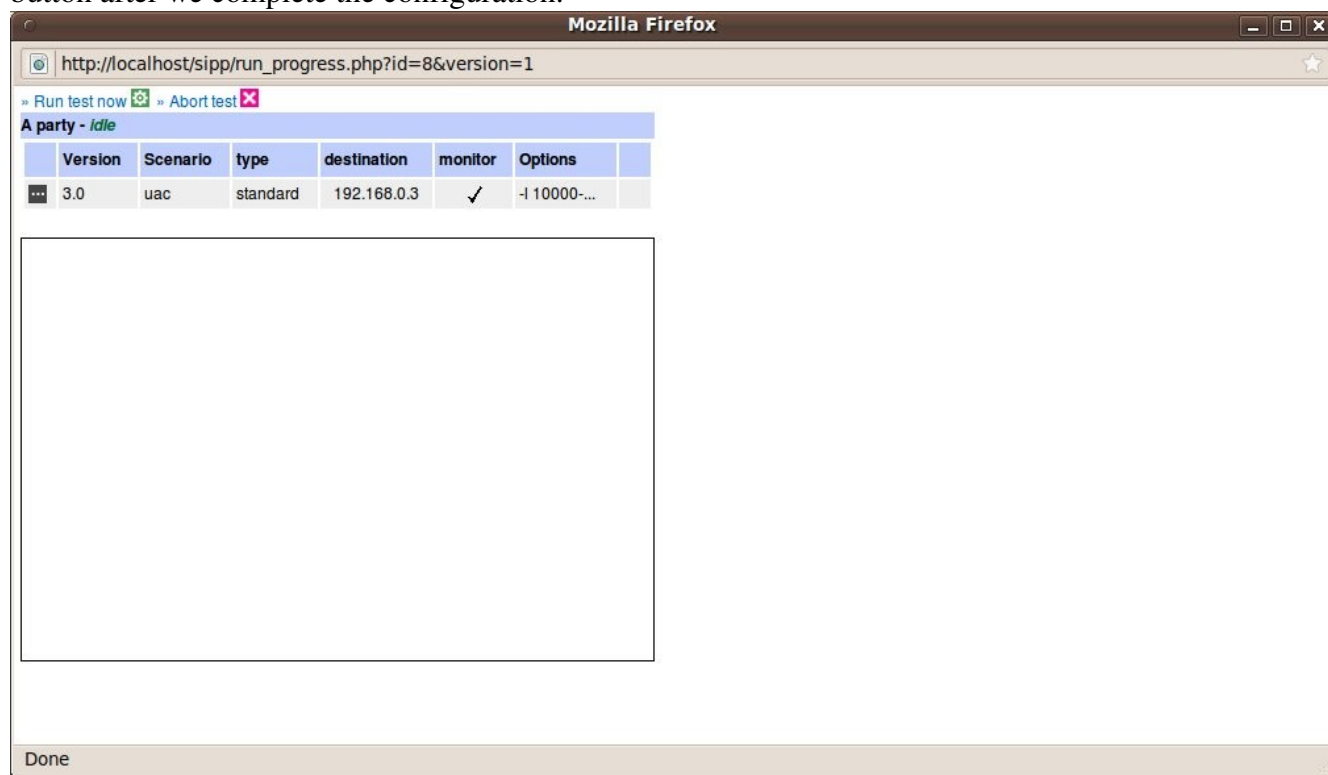 button after we complete the configuration.
Mozilla Firefox
http://localhost/sipp/run_progress.php?id=8&version=1
» Run test now » Abort test
A party - idle
Version Scenario type destination monitor Options
3.0 uac standard 192.168.0.3 ✓ -l 10000-...
Done